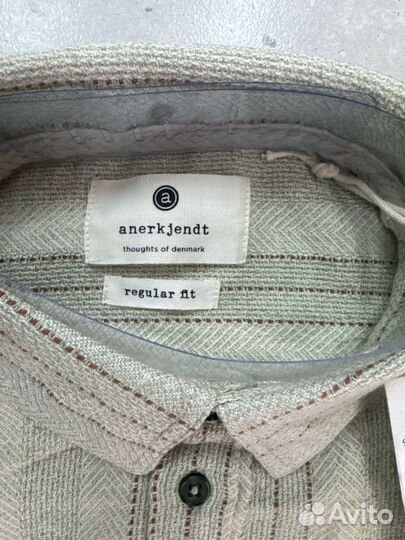 a
anerkjendt
thoughts of denmark
regular fit
Avito